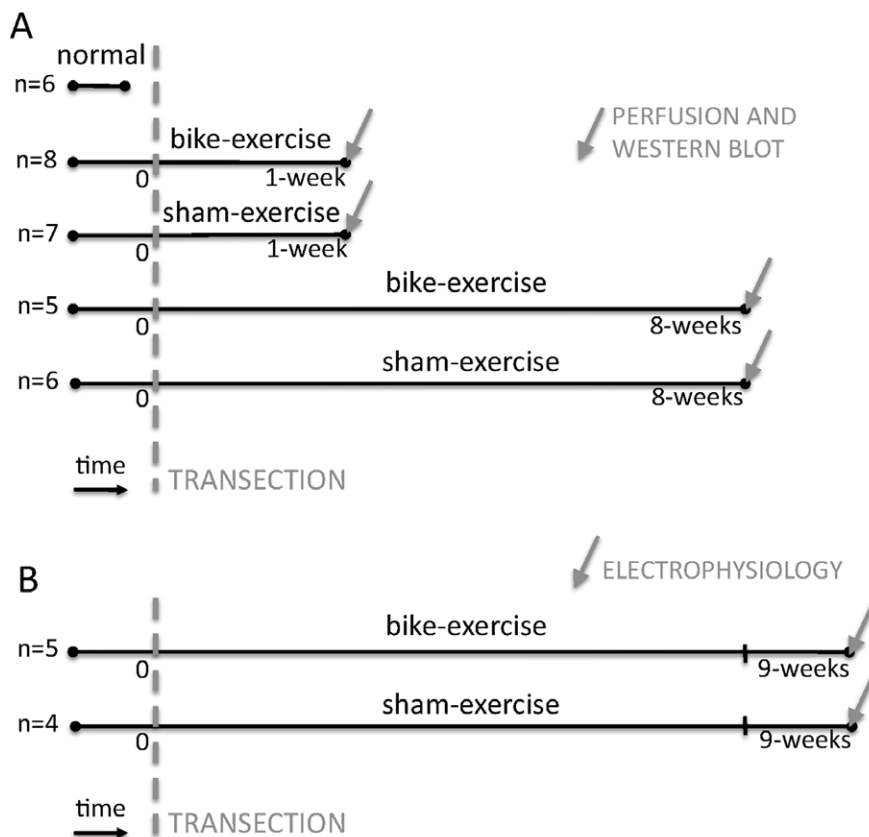 A
normal
n=6
PERFUSION AND
WESTERN BLOT
bike-exercise
n=8
0
1-week
sham-exercise
n=7
0
1-week
bike-exercise
n=5
0
8-weeks
sham-exercise
n=6
0
8-weeks
time
TRANSECTION
B
ELECTROPHYSIOLOGY
bike-exercise
n=5
0
9-weeks
sham-exercise
n=4
0
9-weeks
time
TRANSECTION